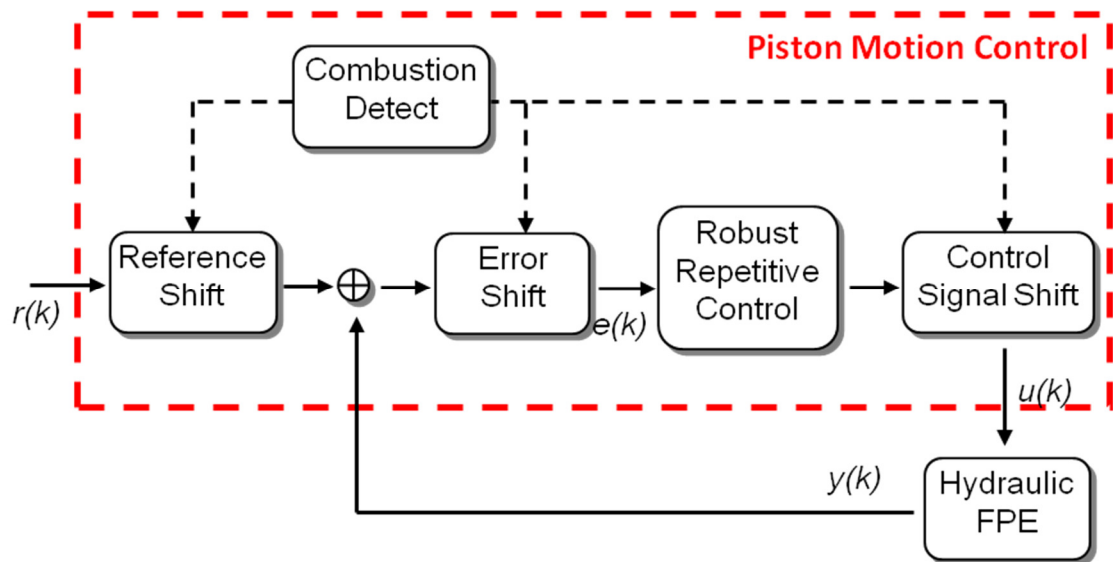 Piston Motion Control
Combustion
Detect
Reference
Shift
Error
Shift
Robust
Repetitive
Control
Control
Signal Shift
r(k)
e(k)
u(k)
y(k)
Hydraulic
FPE